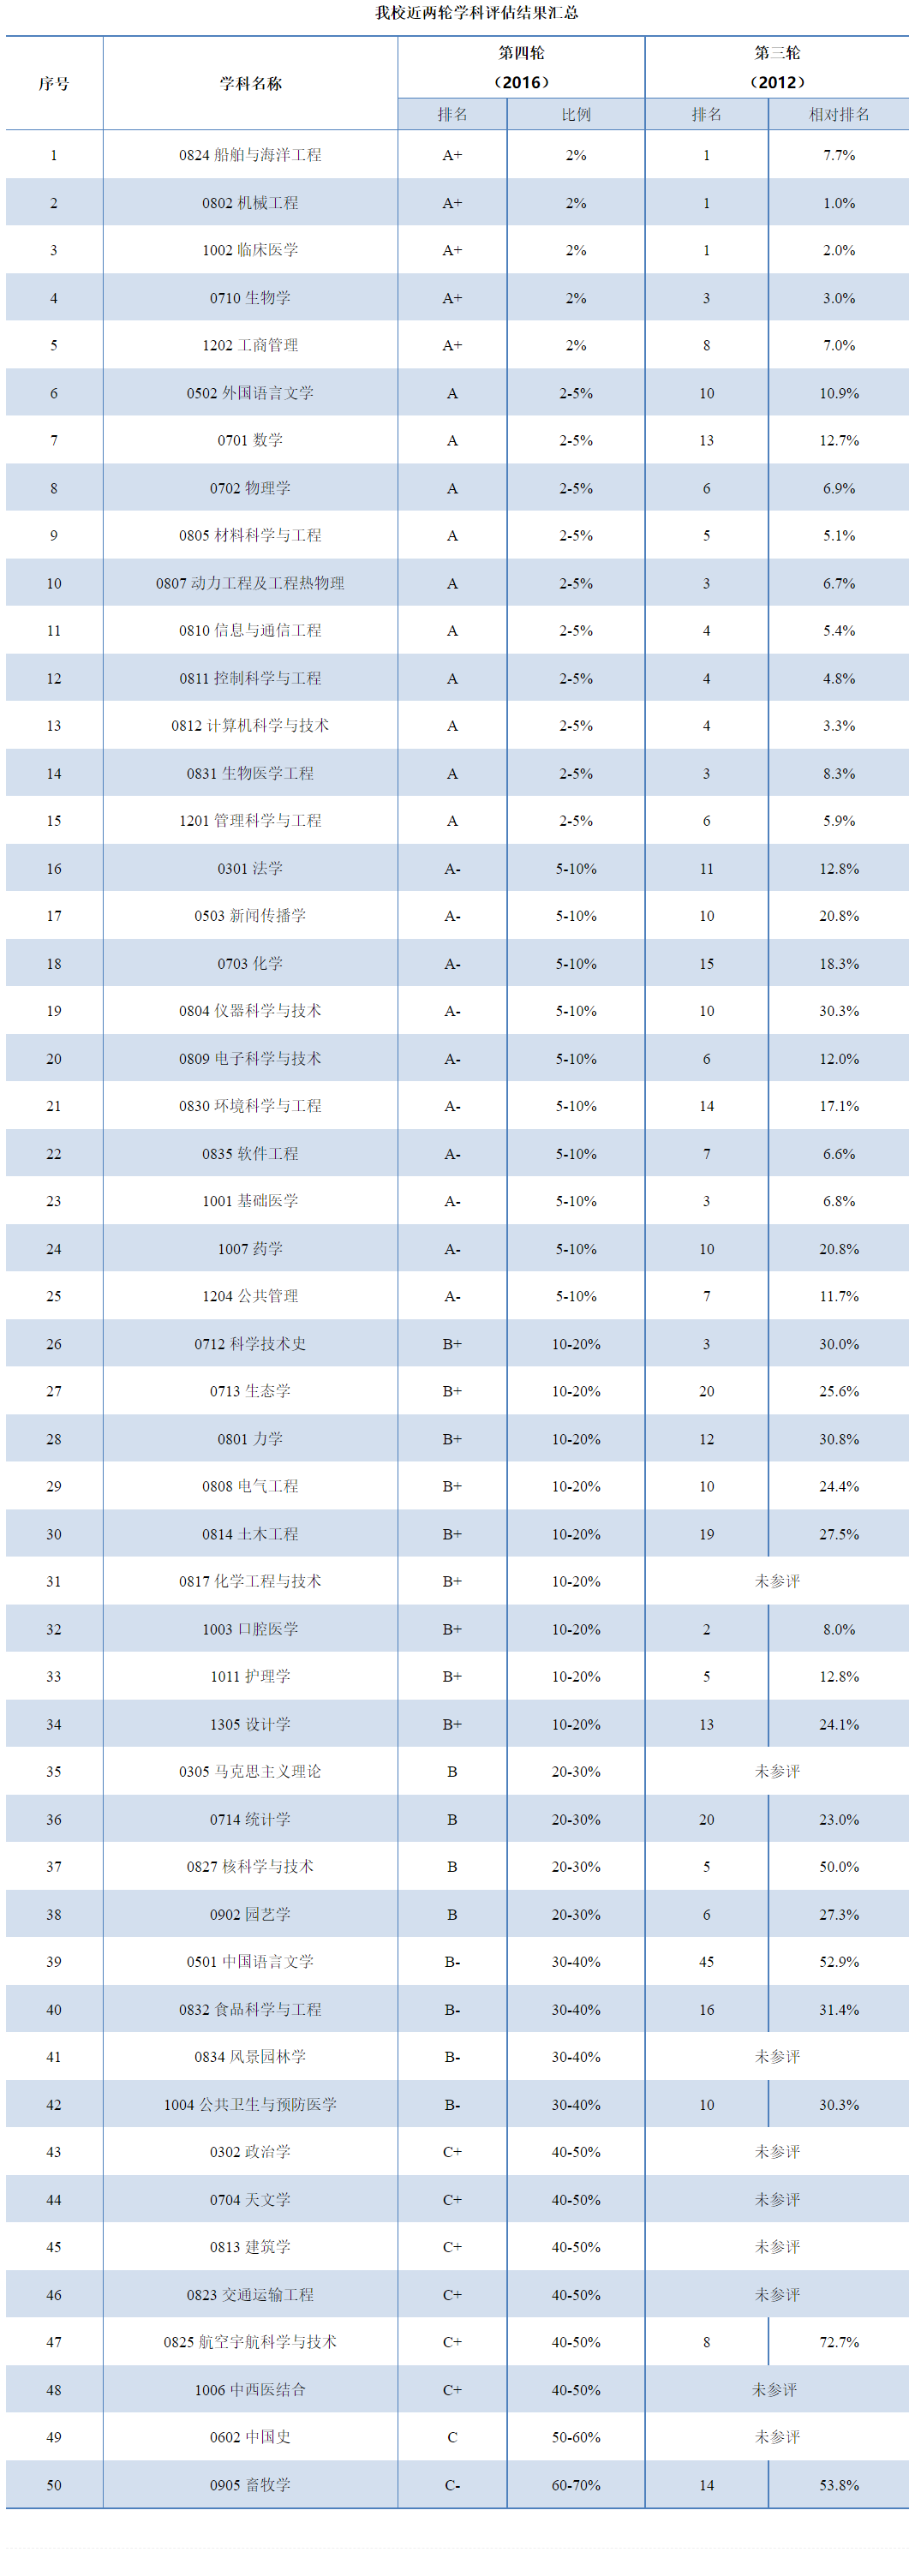 我校近两轮学科评估结果汇总
序号 学科名称 第四轮 （2016） 第三轮 （2012）
排名 比例 排名 相对排名
1 0824 船舶与海洋工程 A+ 2% 1 7.7%
2 0802 机械工程 A+ 2% 1 1.0%
3 1002 临床医学 A+ 2% 1 2.0%
4 0710 生物学 A+ 2% 3 3.0%
5 1202 工商管理 A+ 2% 8 7.0%
6 0502 外国语言文学 A 2-5% 10 10.9%
7 0701 数学 A 2-5% 13 12.7%
8 0702 物理学 A 2-5% 6 6.9%
9 0805 材料科学与工程 A 2-5% 5 5.1%
10 0807 动力工程及工程热物理 A 2-5% 3 6.7%
11 0810 信息与通信工程 A 2-5% 4 5.4%
12 0811 控制科学与工程 A 2-5% 4 4.8%
13 0812 计算机科学与技术 A 2-5% 4 3.3%
14 0831 生物医学工程 A 2-5% 3 8.3%
15 1201 管理科学与工程 A 2-5% 6 5.9%
16 0301 法学 A- 5-10% 11 12.8%
17 0503 新闻传播学 A- 5-10% 10 20.8%
18 0703 化学 A- 5-10% 15 18.3%
19 0804 仪器科学与技术 A- 5-10% 10 30.3%
20 0809 电子科学与技术 A- 5-10% 6 12.0%
21 0830 环境科学与工程 A- 5-10% 14 17.1%
22 0835 软件工程 A- 5-10% 7 6.6%
23 1001 基础医学 A- 5-10% 3 6.8%
24 1007 药学 A- 5-10% 10 20.8%
25 1204 公共管理 A- 5-10% 7 11.7%
26 0712 科学技术史 B+ 10-20% 3 30.0%
27 0713 生态学 B+ 10-20% 20 25.6%
28 0801 力学 B+ 10-20% 12 30.8%
29 0808 电气工程 B+ 10-20% 10 24.4%
30 0814 土木工程 B+ 10-20% 19 27.5%
31 0817 化学工程与技术 B+ 10-20% 未参评
32 1003 口腔医学 B+ 10-20% 2 8.0%
33 1011 护理学 B+ 10-20% 5 12.8%
34 1305 设计学 B+ 10-20% 13 24.1%
35 0305 马克思主义理论 B 20-30% 未参评
36 0714 统计学 B 20-30% 20 23.0%
37 0827 核科学与技术 B 20-30% 5 50.0%
38 0902 园艺学 B 20-30% 6 27.3%
39 0501 中国语言文学 B- 30-40% 45 52.9%
40 0832 食品科学与工程 B- 30-40% 16 31.4%
41 0834 风景园林学 B- 30-40% 未参评
42 1004 公共卫生与预防医学 B- 30-40% 10 30.3%
43 0302 政治学 C+ 40-50% 未参评
44 0704 天文学 C+ 40-50% 未参评
45 0813 建筑学 C+ 40-50% 未参评
46 0823 交通运输工程 C+ 40-50% 未参评
47 0825 航空宇航科学与技术 C+ 40-50% 8 72.7%
48 1006 中西医结合 C+ 40-50% 未参评
49 0602 中国史 C 50-60% 未参评
50 0905 畜牧学 C- 60-70% 14 53.8%